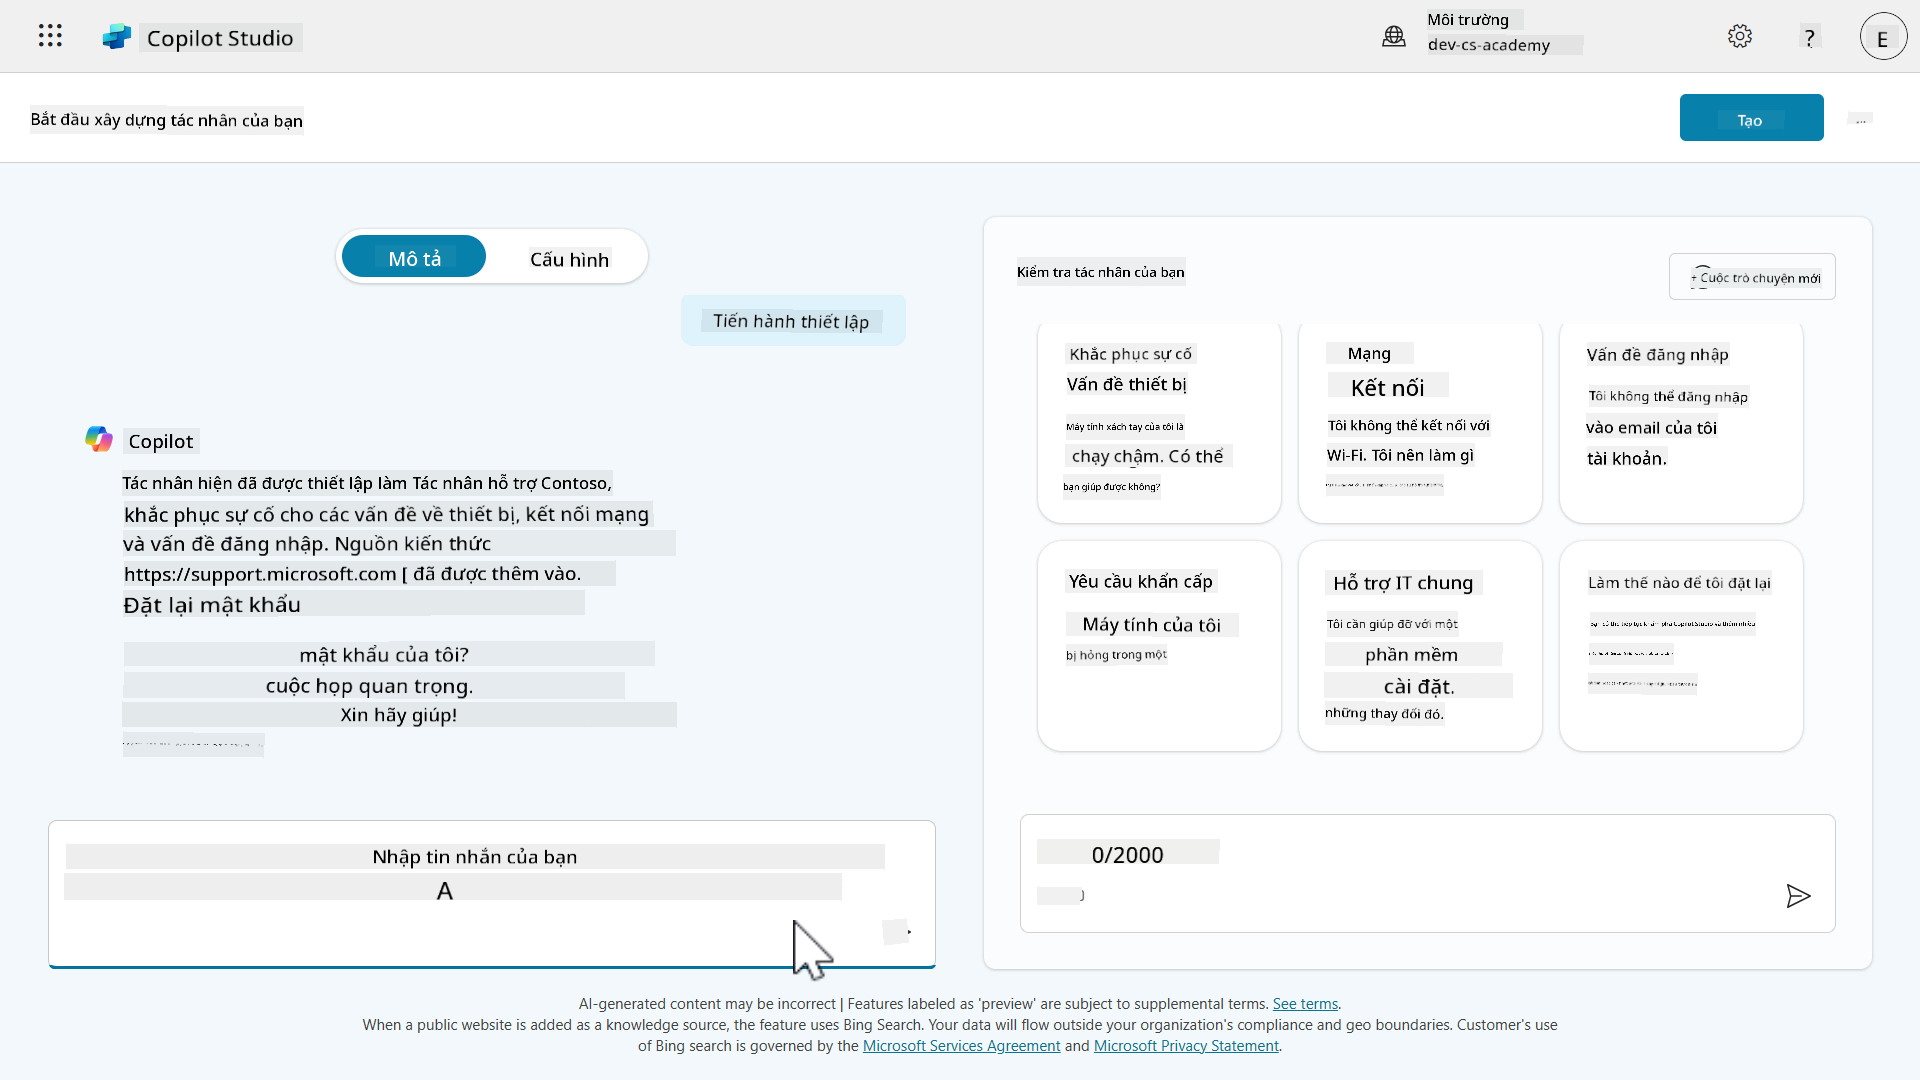 Copilot Studio
Môi trường
dev-cs-academy
?
E
Bắt đầu xây dựng tác nhân của bạn
Tạo
...
Mô tả
Cấu hình
Tiến hành thiết lập
Copilot
Tác nhân hiện đã được thiết lập làm Tác nhân hỗ trợ Contoso,
khắc phục sự cố cho các vấn đề về thiết bị, kết nối mạng
và vấn đề đăng nhập. Nguồn kiến thức
https://support.microsoft.com [ đã được thêm vào.
Đặt lại mật khẩu
mật khẩu của tôi?
cuộc họp quan trọng.
Xin hãy giúp!
Nhập tin nhắn của bạn
A
Kiểm tra tác nhân của bạn
+ Cuộc trò chuyện mới
Khắc phục sự cố
Vấn đề thiết bị
Máy tính xách tay của tôi là
chạy chậm. Có thể
bạn giúp được không?
Mạng
Kết nối
Tôi không thể kết nối với
Wi-Fi. Tôi nên làm gì
Vấn đề đăng nhập
Tôi không thể đăng nhập
vào email của tôi
tài khoản.
Yêu cầu khẩn cấp
Máy tính của tôi
bị hỏng trong một
Hỗ trợ IT chung
Tôi cần giúp đỡ với một
phần mềm
cài đặt.
những thay đổi đó.
Làm thế nào để tôi đặt lại
Bạn có thể tiếp tục khám phá Copilot Studio và thêm nhiều
0/2000
AI-generated content may be incorrect | Features labeled as 'preview' are subject to supplemental terms. See terms.
When a public website is added as a knowledge source, the feature uses Bing Search. Your data will flow outside your organization's compliance and geo boundaries. Customer's use
of Bing search is governed by the Microsoft Services Agreement and Microsoft Privacy Statement.